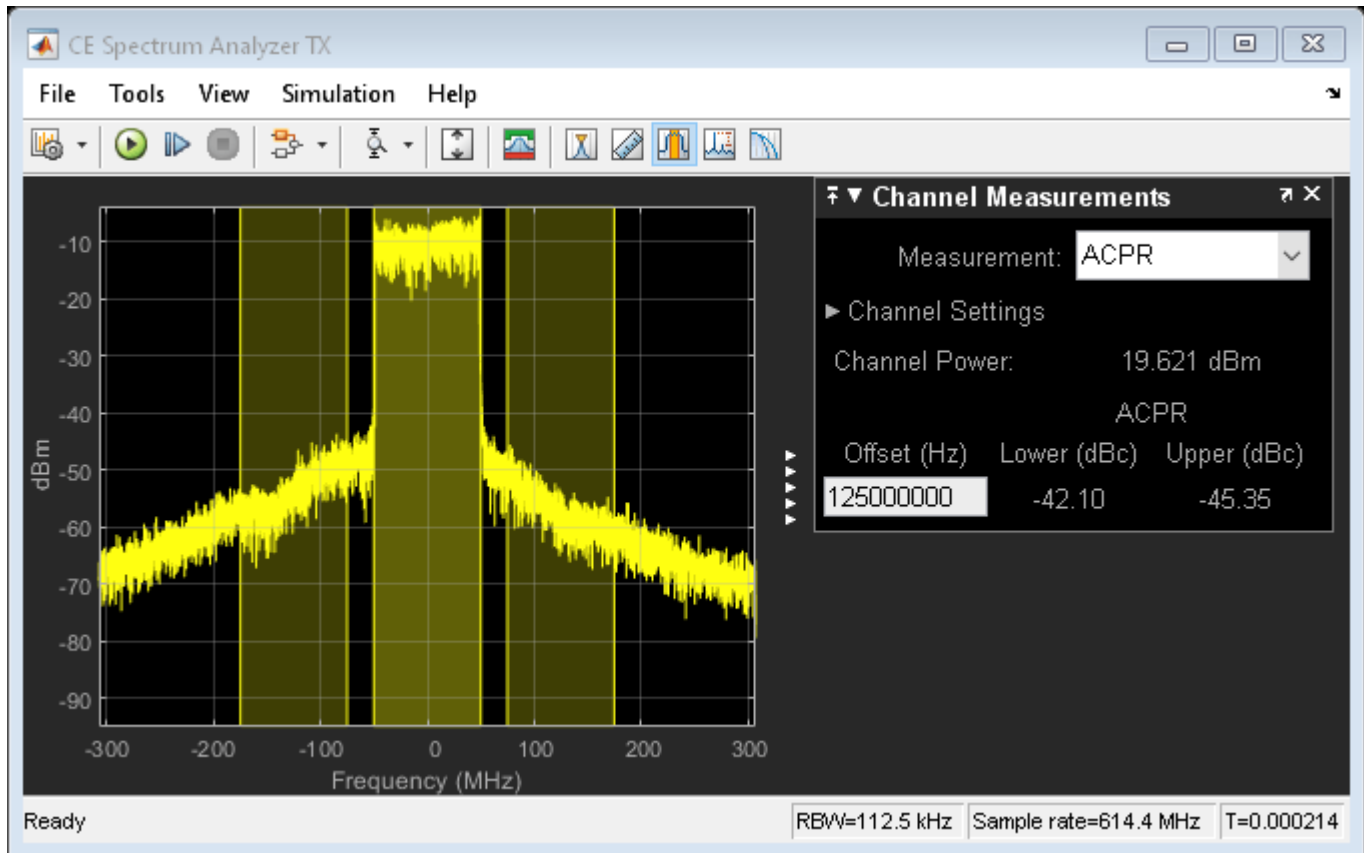 CE Spectrum Analyzer TX
File Tools View Simulation Help
Channel Measurements
Measurement: ACPR
Channel Settings
Channel Power: 19.621 dBm
ACPR
Offset (Hz) Lower (dBc) Upper (dBc)
125000000 -42.10 -45.35
-10
-20
-30
-40
-50
-60
-70
-80
-90
dBm
-300 -200 -100 0 100 200 300
Frequency (MHz)
Ready RBW=112.5 kHz Sample rate=614.4 MHz T=0.000214